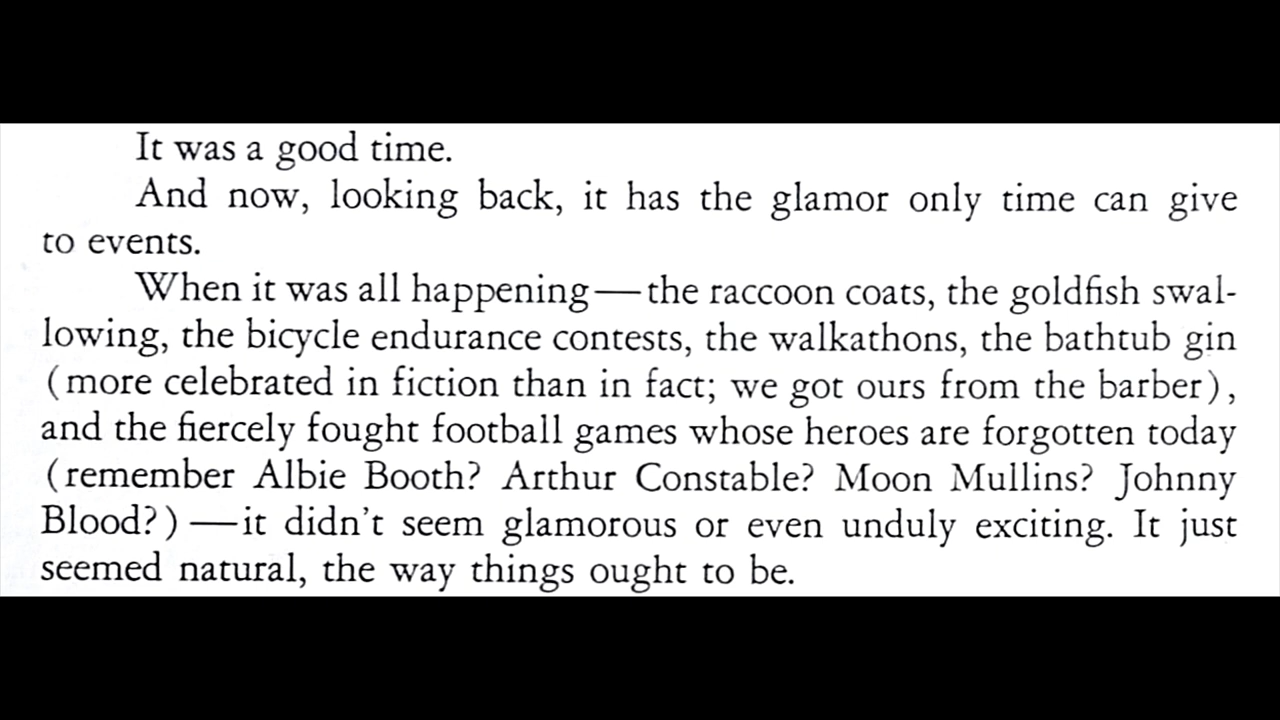 It was a good time.
And now, looking back, it has the glamor only time can give
to events.
When it was all happening—the raccoon coats, the goldfish swal-
lowing, the bicycle endurance contests, the walkathons, the bathtub gin
(more celebrated in fiction than in fact; we got ours from the barber),
and the fiercely fought football games whose heroes are forgotten today
(remember Albie Booth? Arthur Constable? Moon Mullins? Johnny
Blood?)—it didn't seem glamorous or even unduly exciting. It just
seemed natural, the way things ought to be.